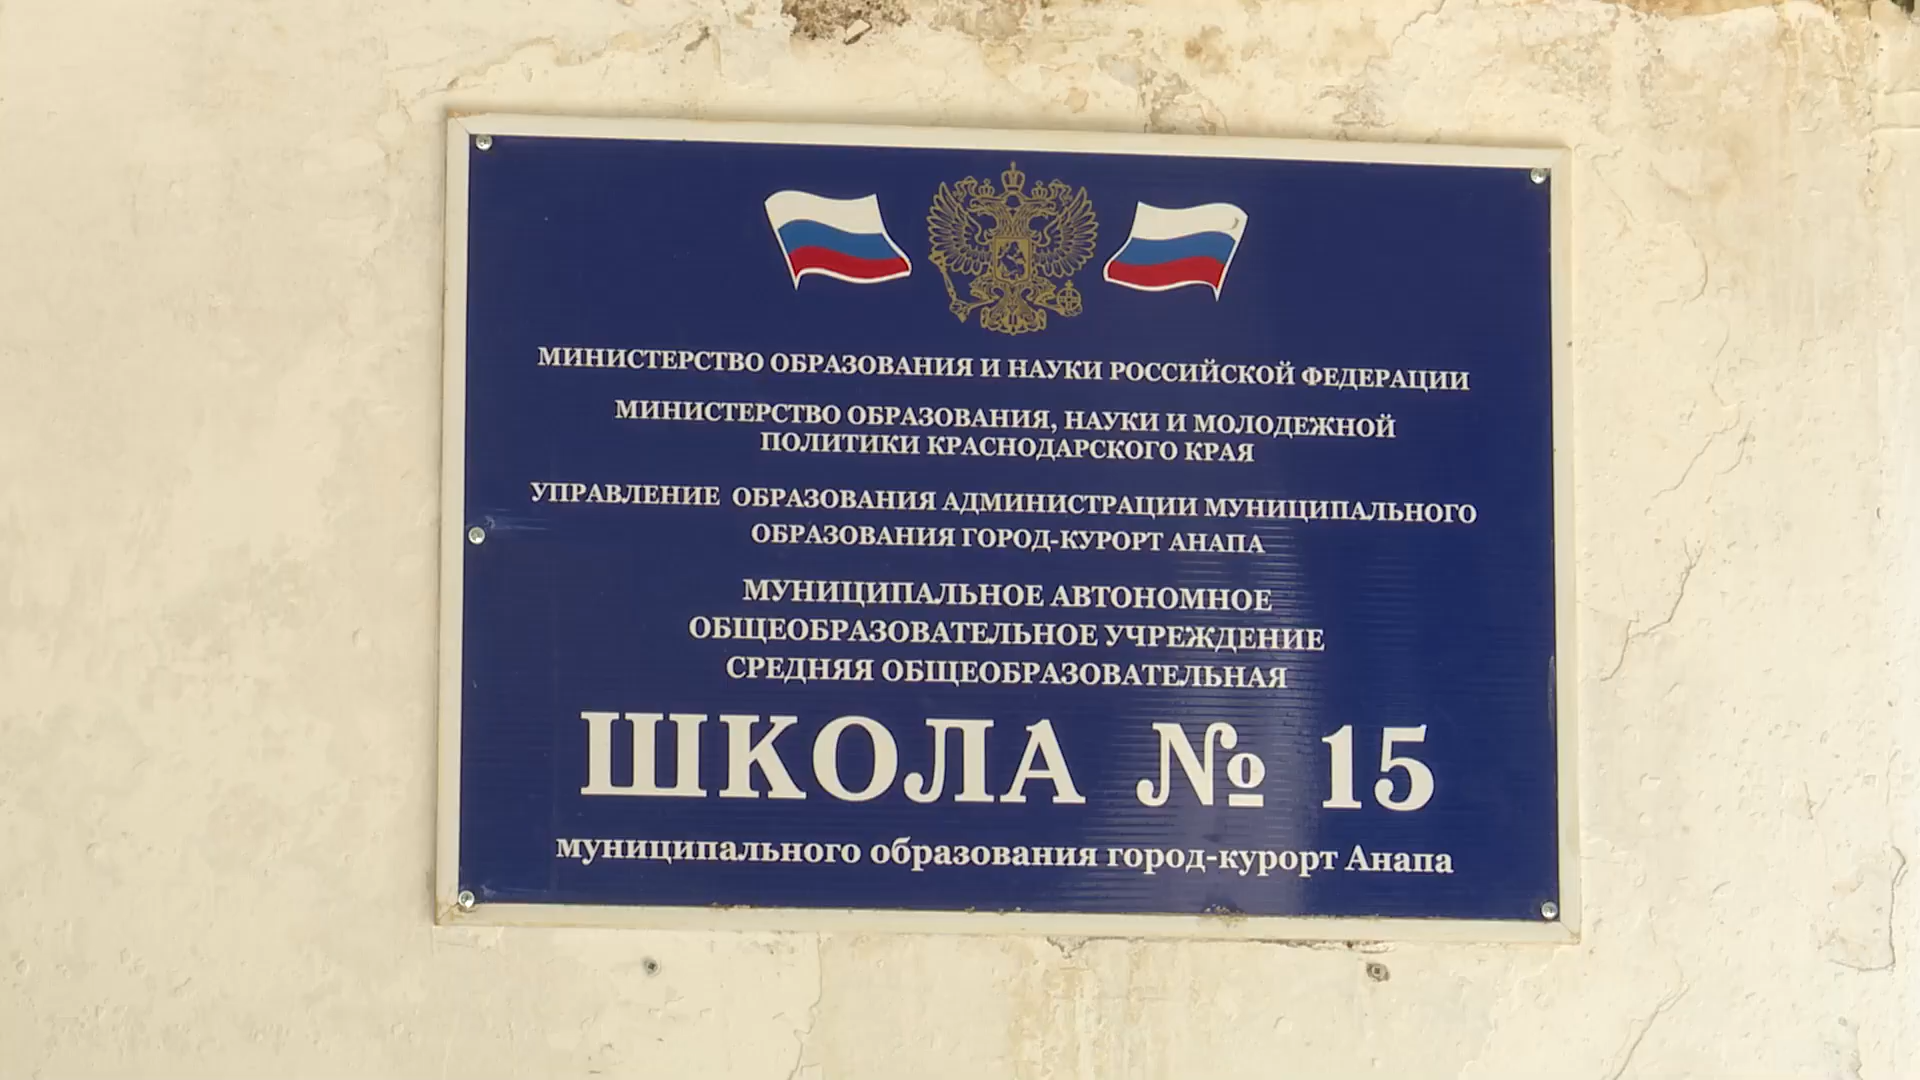 МИНИСТЕРСТВО ОБРАЗОВАНИЯ И НАУКИ РОССИЙСКОЙ ФЕДЕРАЦИИ
МИНИСТЕРСТВО ОБРАЗОВАНИЯ, НАУКИ И МОЛОДЕЖНОЙ
ПОЛИТИКИ КРАСНОДАРСКОГО КРАЯ
УПРАВЛЕНИЕ ОБРАЗОВАНИЯ АДМИНИСТРАЦИИ МУНИЦИПАЛЬНОГО
ОБРАЗОВАНИЯ ГОРОД-КУРОРТ АНАПА
МУНИЦИПАЛЬНОЕ АВТОНОМНОЕ
ОБЩЕОБРАЗОВАТЕЛЬНОЕ УЧРЕЖДЕНИЕ
СРЕДНЯЯ ОБЩЕОБРАЗОВАТЕЛЬНАЯ
ШКОЛА № 15
муниципального образования город-курорт Анапа